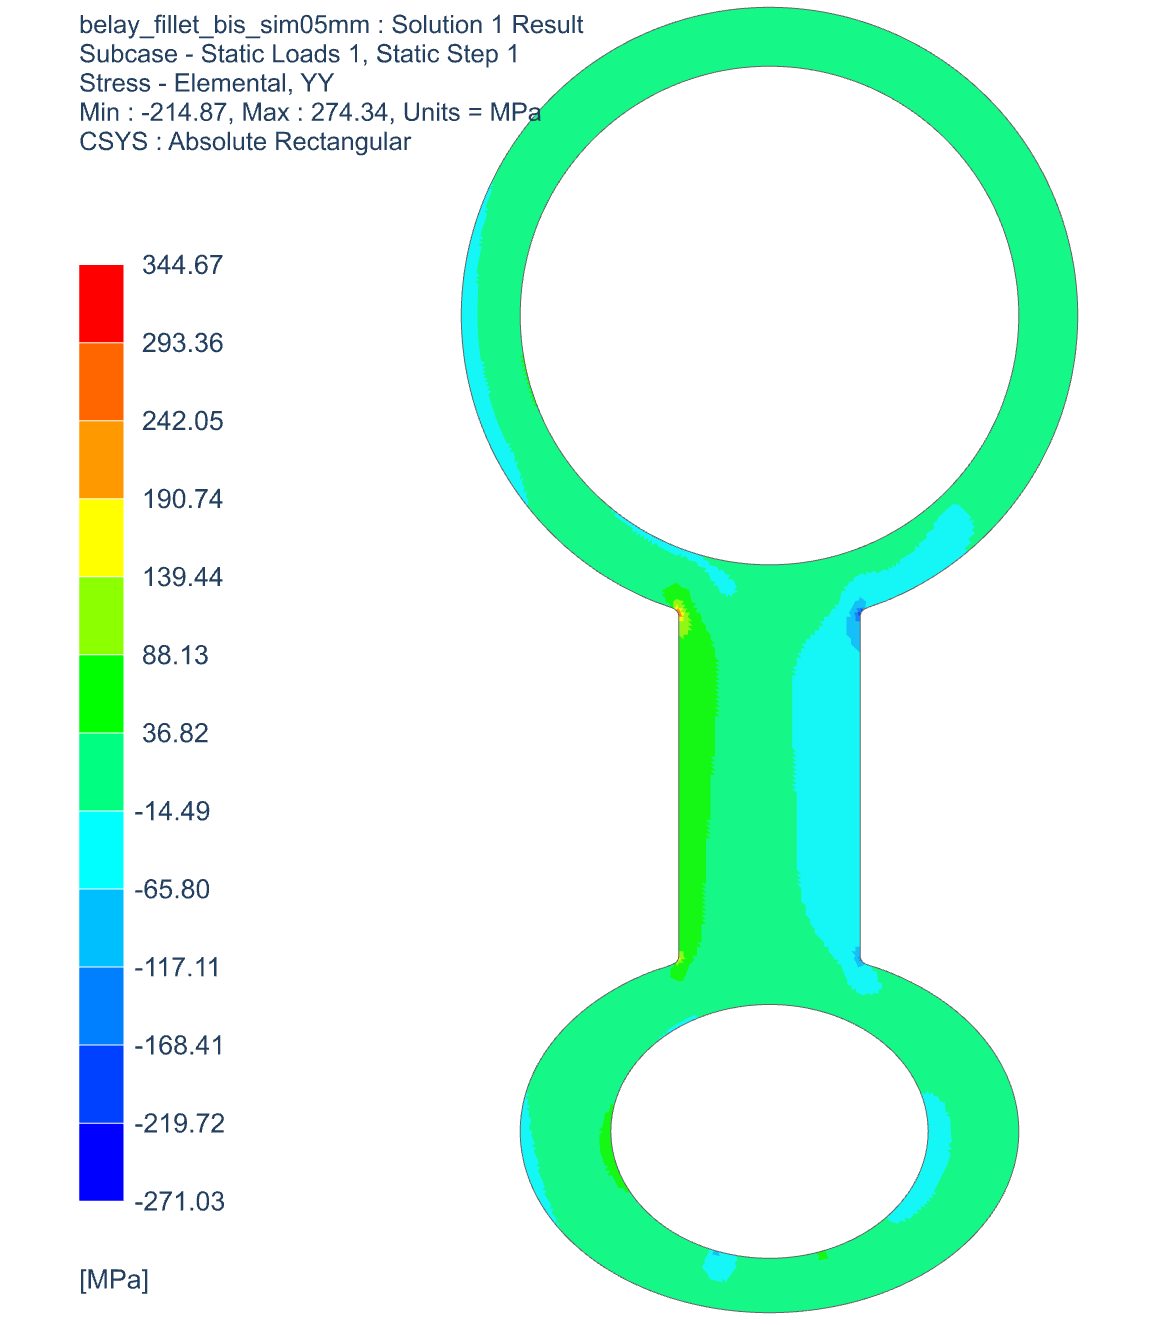 belay_fillet_bis_sim05mm : Solution 1 Result
Subcase - Static Loads 1, Static Step 1
Stress - Elemental, YY
Min : -214.87, Max : 274.34, Units = MPa
CSYS : Absolute Rectangular
344.67
293.36
242.05
190.74
139.44
88.13
36.82
-14.49
-65.80
-117.11
-168.41
-219.72
-271.03
[MPa]